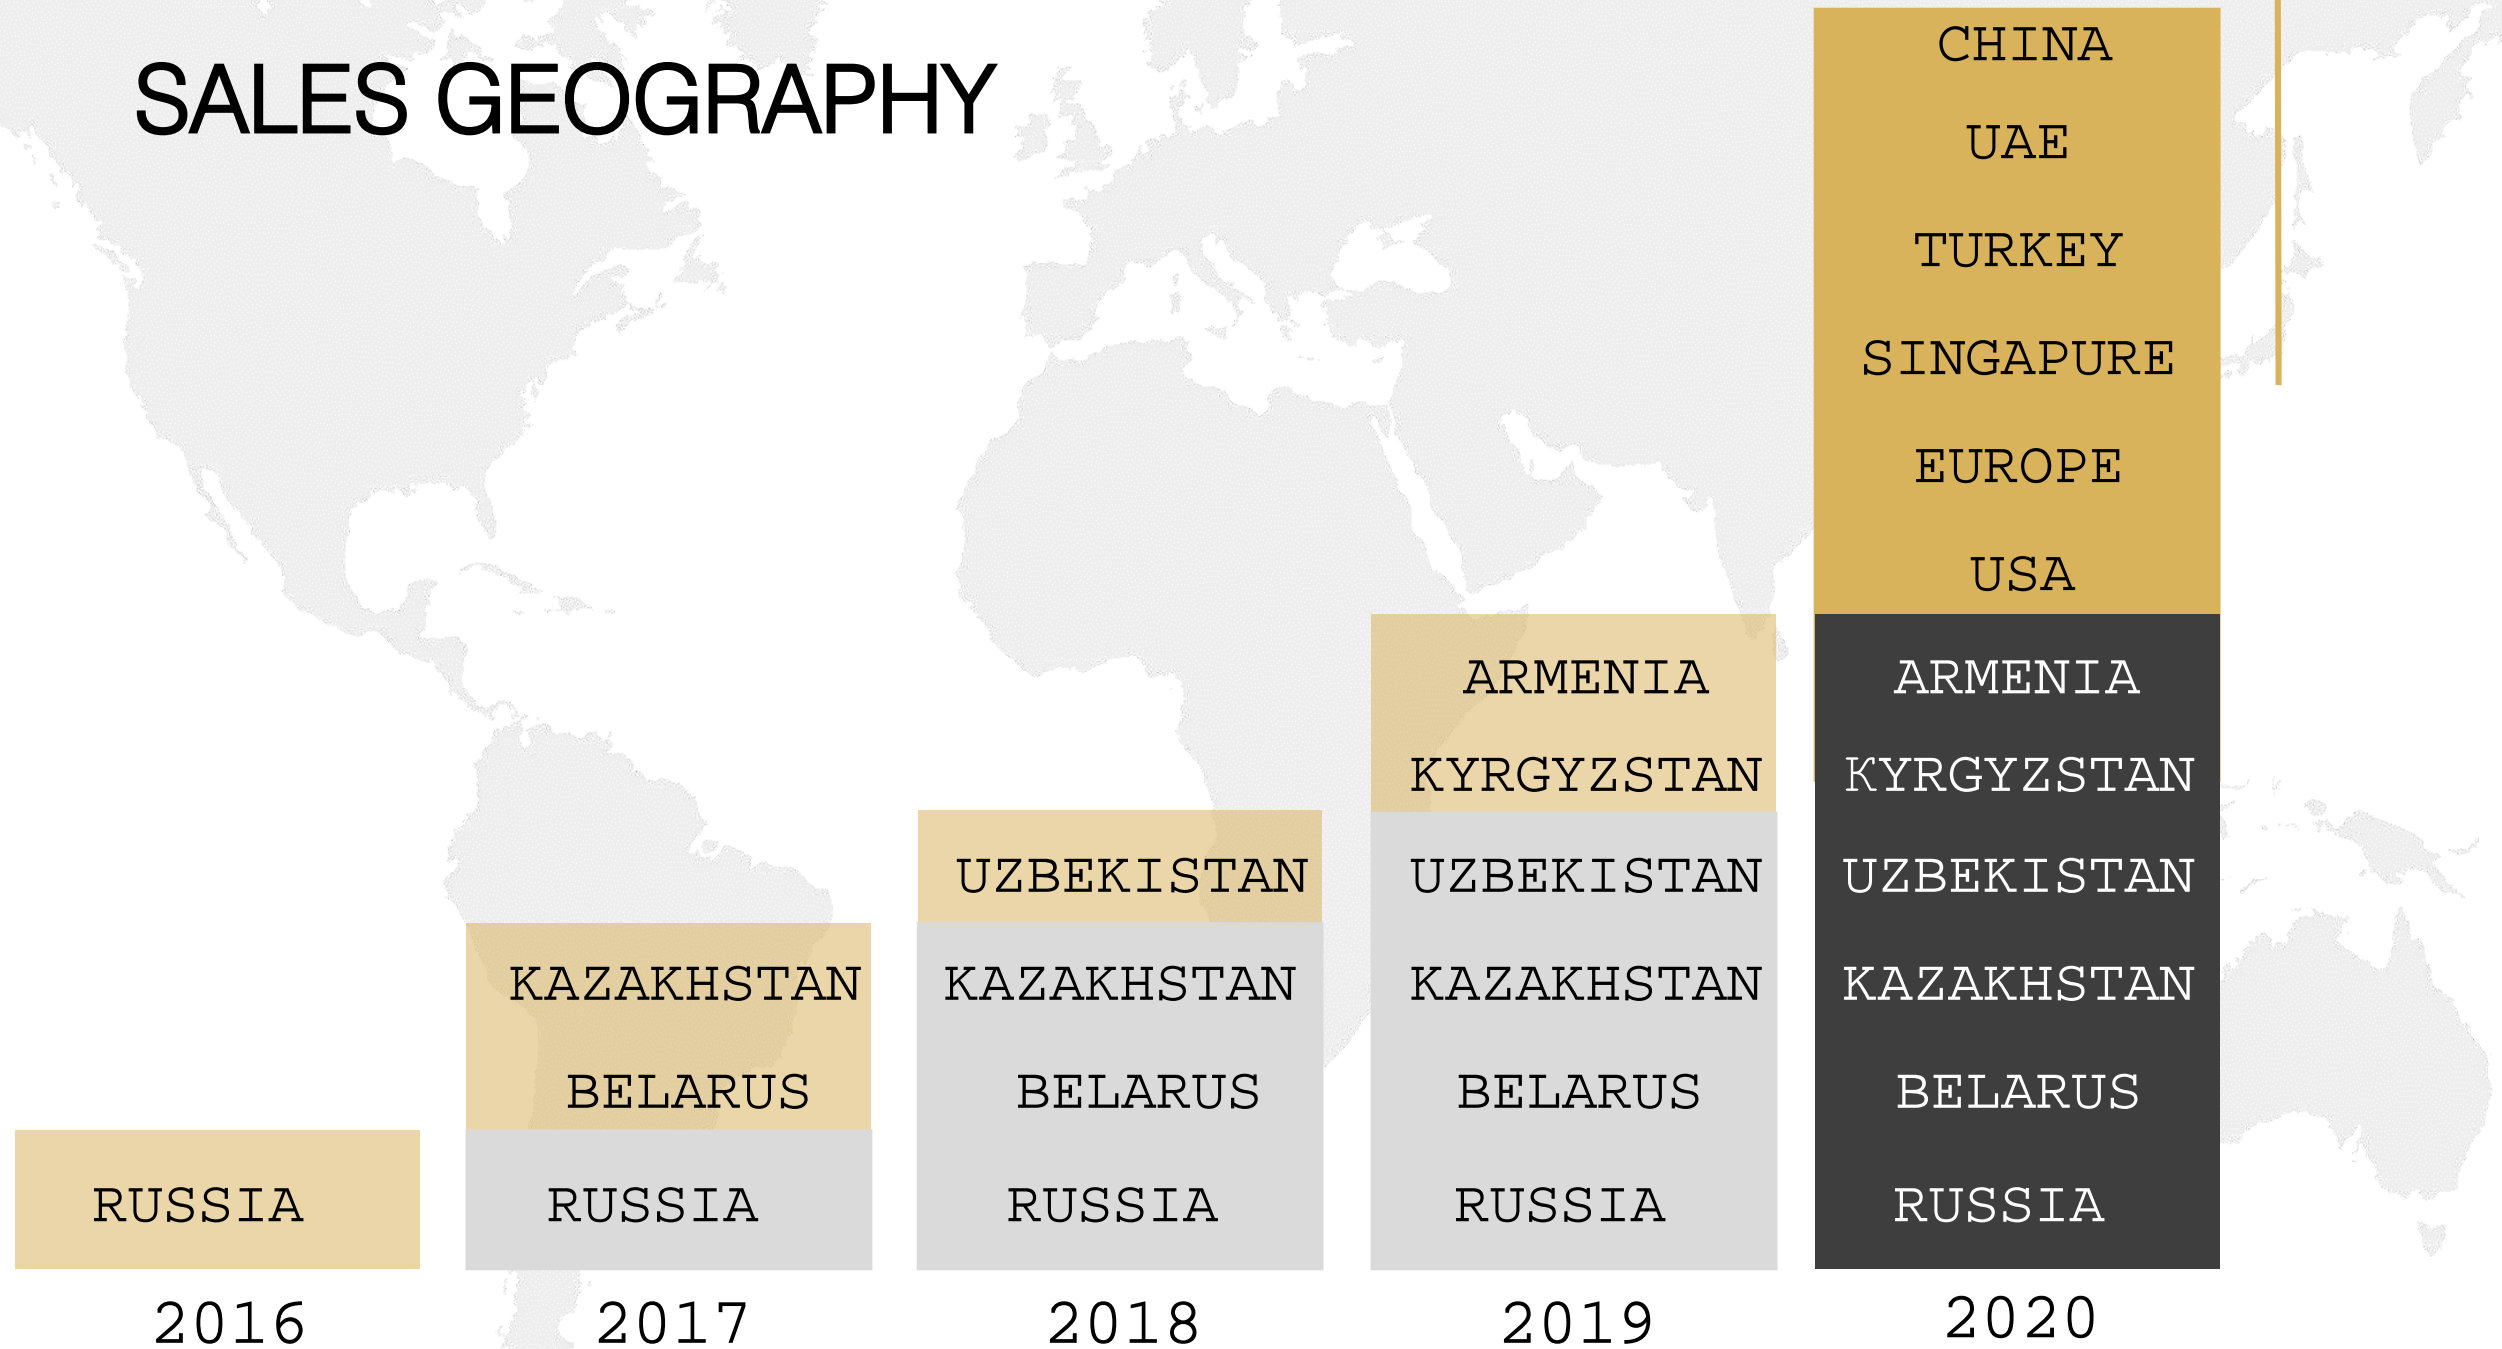 SALES GEOGRAPHY
RUSSIA
2016
KAZAKHSTAN
BELARUS
RUSSIA
2017
UZBEKISTAN
KAZAKHSTAN
BELARUS
RUSSIA
2018
ARMENIA
KYRGYZSTAN
UZBEKISTAN
KAZAKHSTAN
BELARUS
RUSSIA
2019
CHINA
UAE
TURKEY
SINGAPURE
EUROPE
USA
ARMENIA
KYRGYZSTAN
UZBEKISTAN
KAZAKHSTAN
BELARUS
RUSSIA
2020